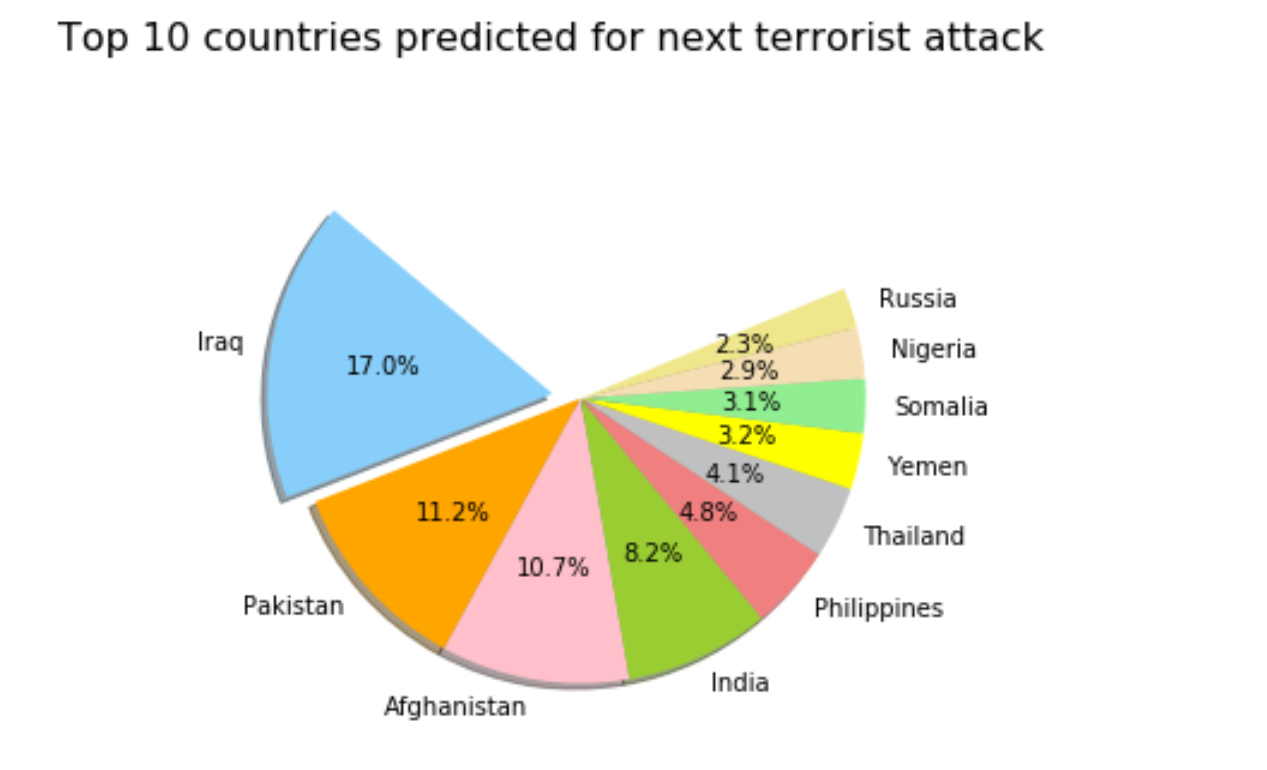 Top 10 countries predicted for next terrorist attack
Russia
2.3%
Nigeria
2.9%
Iraq
17.0%
3.1%
Somalia
3.2%
Yemen
4.1%
Thailand
11.2%
4.8%
8.2%
10.7%
Pakistan
Philippines
India
Afghanistan